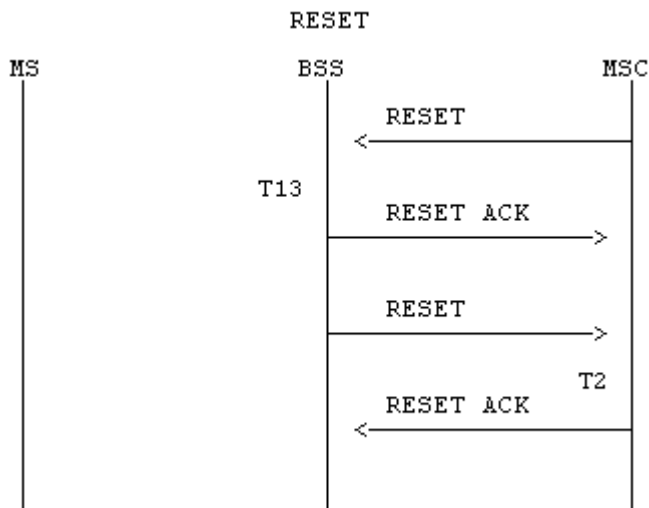 RESET
MS BSS MSC
RESET
T13
RESET ACK
RESET
T2
RESET ACK